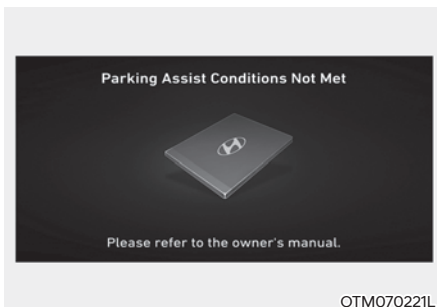 Parking Assist Conditions Not Met
Please refer to the owner's manual.
OTM070221L